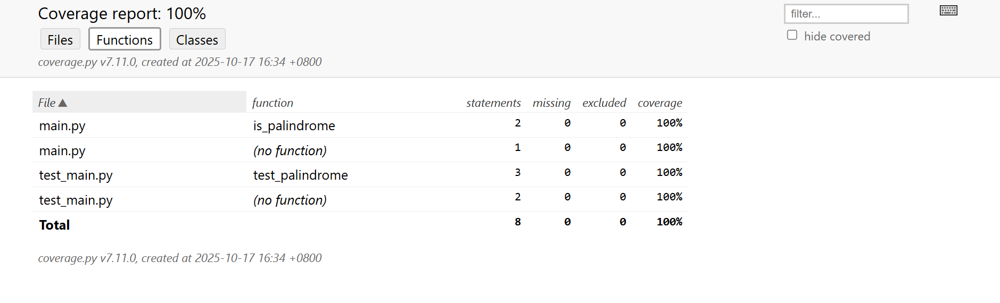 Coverage report: 100%
filter...
Files Functions Classes
hide covered
coverage.py v7.11.0, created at 2025-10-17 16:34 +0800
File ▲ function statements missing excluded coverage
main.py is_palindrome 2 0 0 100%
main.py (no function) 1 0 0 100%
test_main.py test_palindrome 3 0 0 100%
test_main.py (no function) 2 0 0 100%
Total 8 0 0 100%
coverage.py v7.11.0, created at 2025-10-17 16:34 +0800